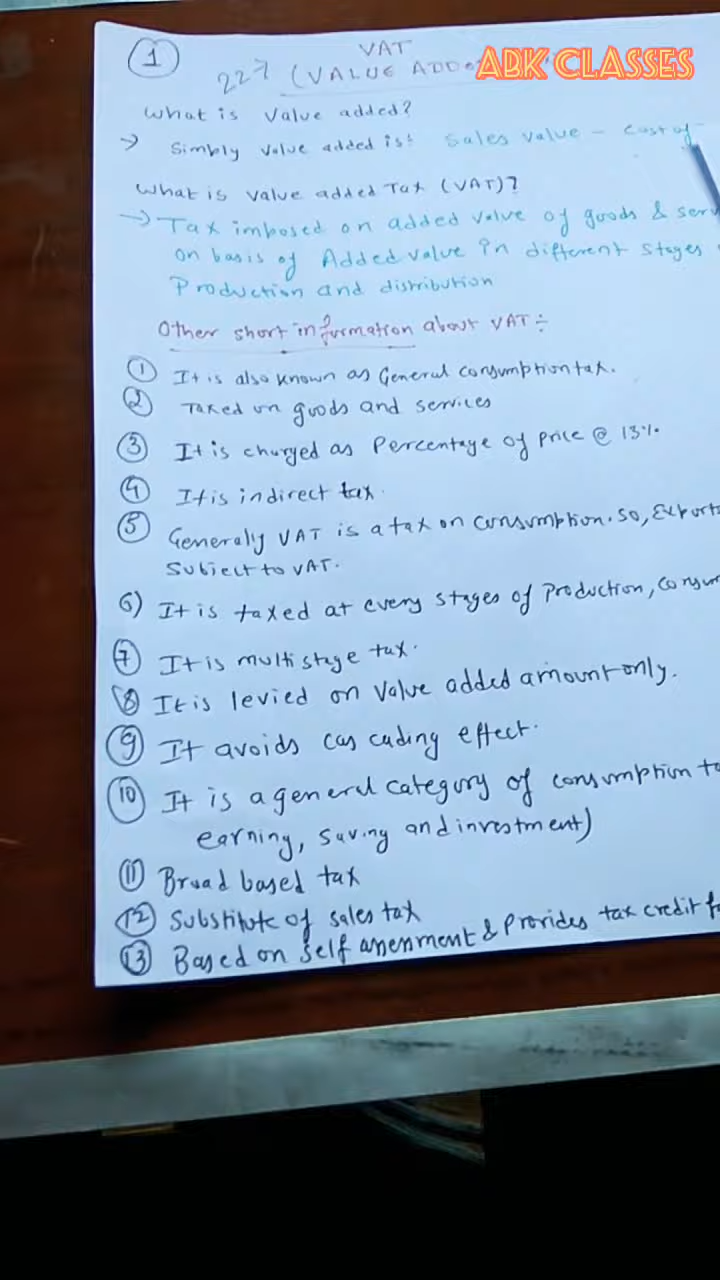 1
VAT
227 (VALUE ADDE
ABK CLASSES
What is Value added?
→ Simply value added is: Sales value - Cost of
What is value added Tax (VAT)?
→ Tax imposed on added value of goods & serv
on basis of Added value in different stages
Production and distribution
Other short information about VAT ÷
1 It is also known as General consumption tax.
2 Taxed on goods and services
3 It is charged as Percentage of price @ 13%.
4 It is indirect tax.
5 Generaly VAT is a tax on consumption. So, Export
Subject to VAT.
6) It is taxed at every stages of production, consum
7 It is multistage tax.
8 It is levied on value added amount only.
9 It avoids cascading effect.
10 It is a general category of consumption ta
earning, saving and investment)
11 Broad based tax
12 Substitute of sales tax
13 Based on self assessment & Provides tax credit f